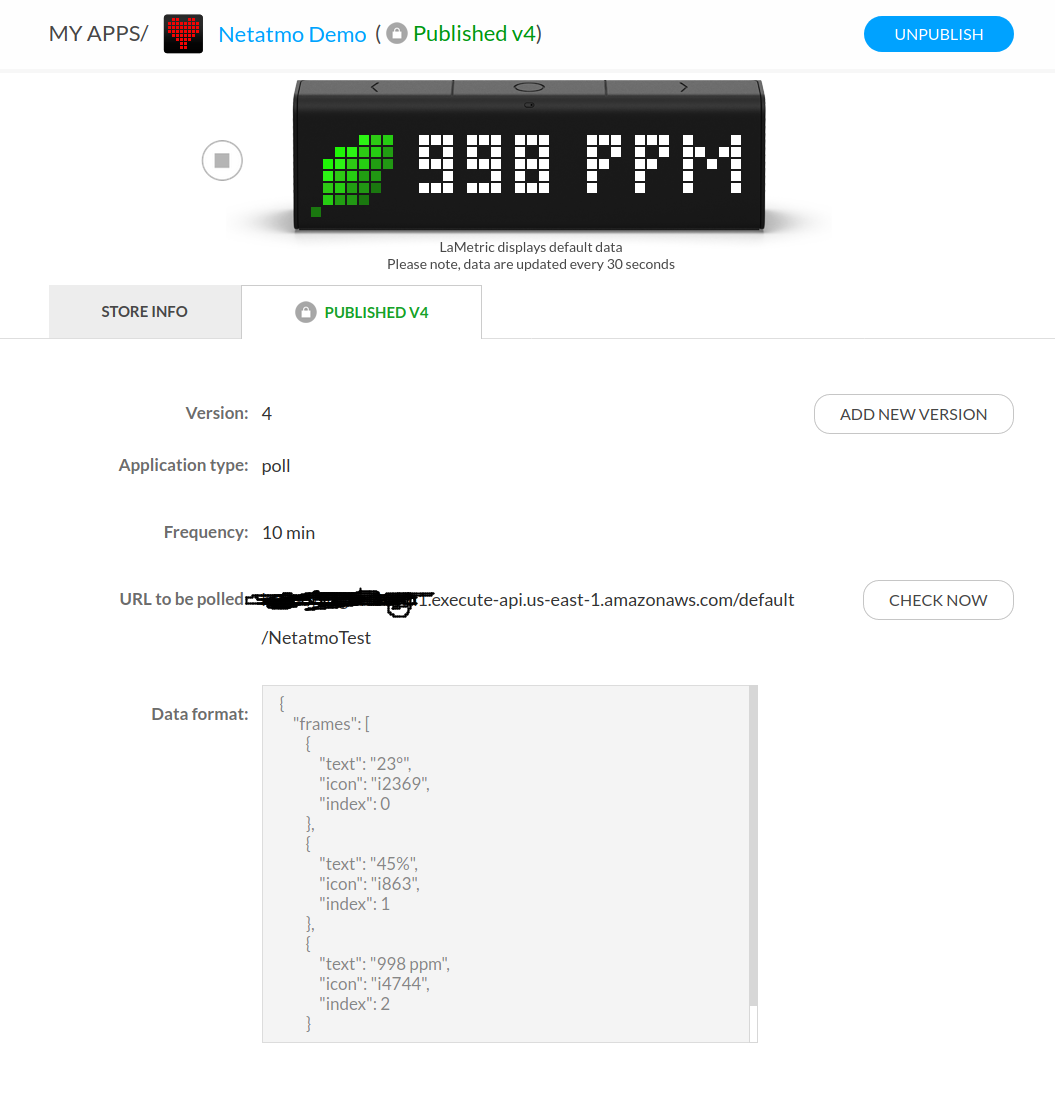 MY APPS/ Netatmo Demo ( Published v4)
UNPUBLISH
998 PPM
LaMetric displays default data
Please note, data are updated every 30 seconds
STORE INFO
PUBLISHED V4
Version: 4
ADD NEW VERSION
Application type: poll
Frequency: 10 min
URL to be polled: 1.execute-api.us-east-1.amazonaws.com/default
/NetatmoTest
CHECK NOW
Data format:
{
"frames": [
{
"text": "23°",
"icon": "i2369",
"index": 0
},
{
"text": "45%",
"icon": "i863",
"index": 1
},
{
"text": "998 ppm",
"icon": "i4744",
"index": 2
}